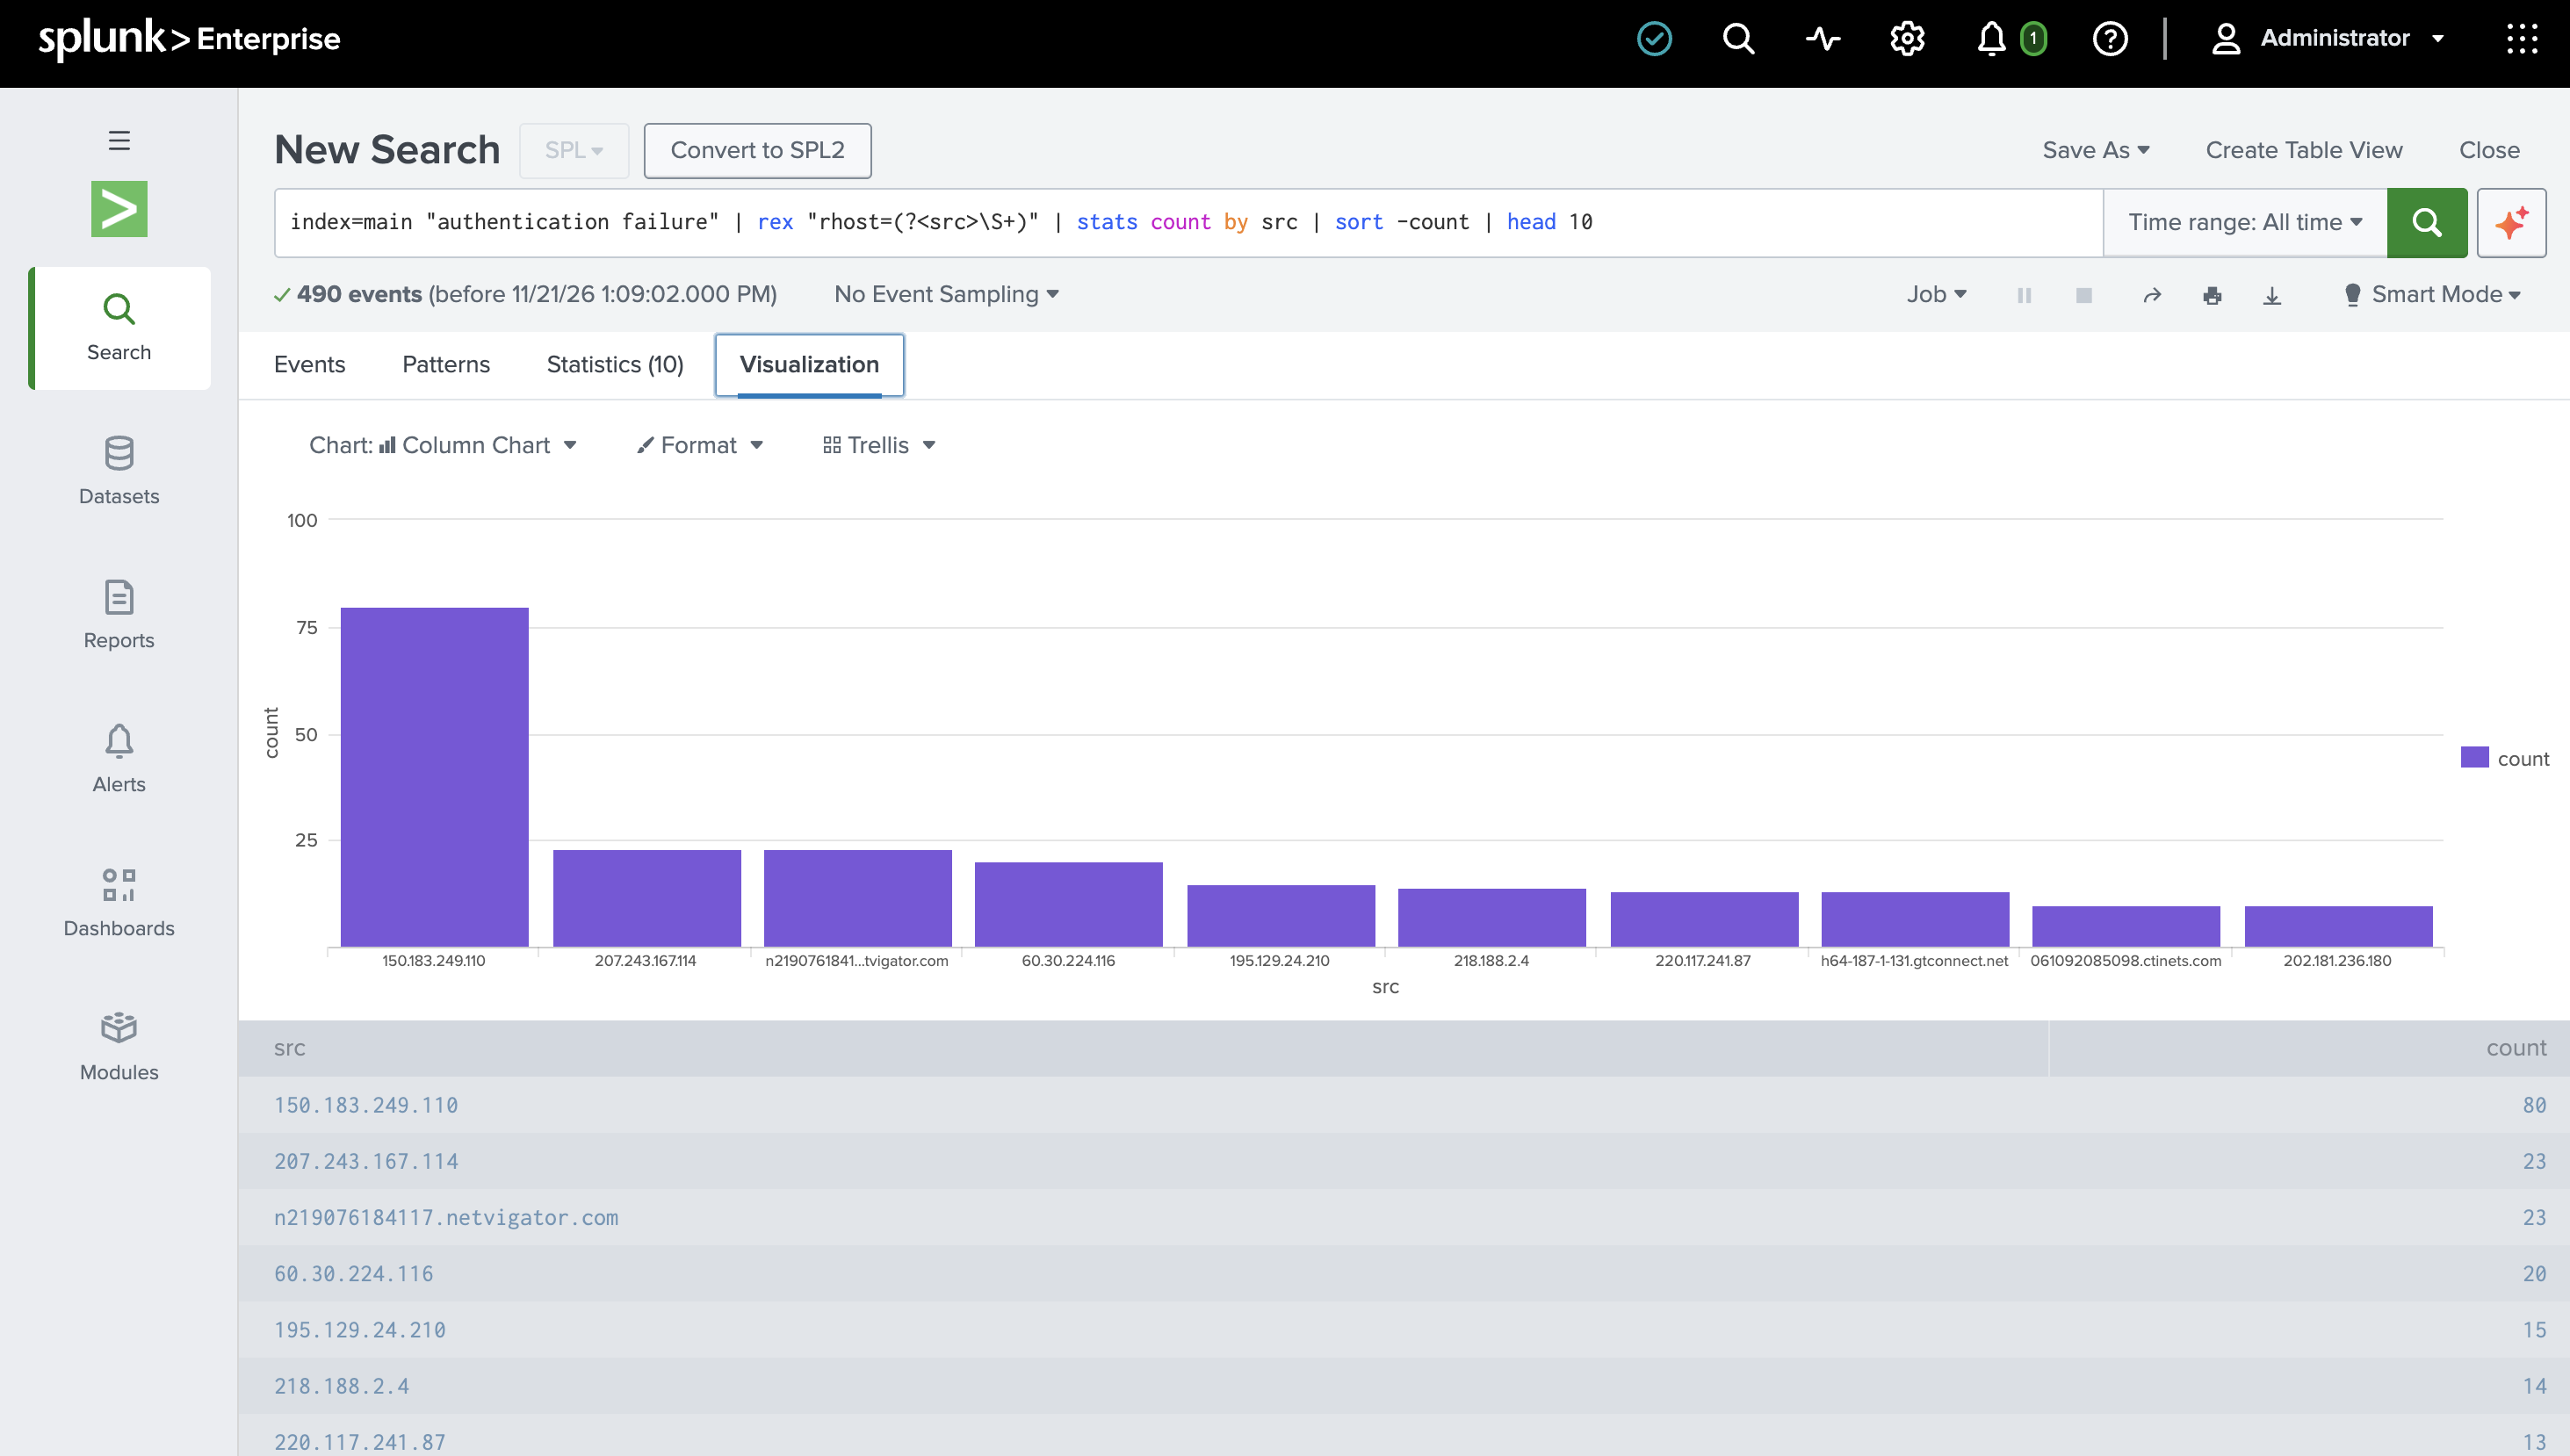 splunk> Enterprise
1
Administrator
New Search
SPL
Convert to SPL2
Save As
Create Table View
Close
index=main "authentication failure" | rex "rhost=(?<src>\S+)" | stats count by src | sort -count | head 10
Time range: All time
490 events (before 11/21/26 1:09:02.000 PM)
No Event Sampling
Job
Smart Mode
Search
Datasets
Reports
Alerts
Dashboards
Modules
Events
Patterns
Statistics (10)
Visualization
Chart: Column Chart
Format
Trellis
100
75
50
25
count
count
150.183.249.110
207.243.167.114
n2190761841...tvigator.com
60.30.224.116
195.129.24.210
218.188.2.4
220.117.241.87
h64-187-1-131.gtconnect.net
061092085098.ctinets.com
202.181.236.180
src
src count
150.183.249.110 80
207.243.167.114 23
n219076184117.netvigator.com 23
60.30.224.116 20
195.129.24.210 15
218.188.2.4 14
220.117.241.87 13